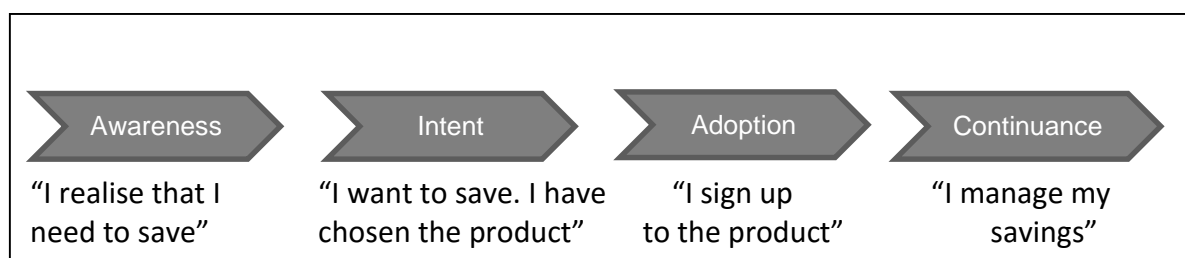 Awareness
Intent
Adoption
Continuance
“I realise that I
need to save”
“I want to save. I have
chosen the product”
“I sign up
to the product”
“I manage my
savings”